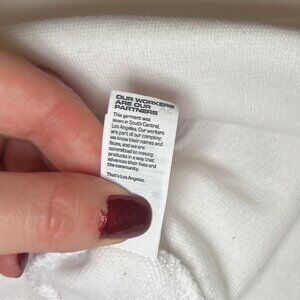 OUR WORKERS
ARE OUR
PARTNERS
This garment was
sewn in South Central,
Los Angeles. Our workers
are part of our company;
we know their names and
faces, and we are
committed to making
products in a way that
advances their lives and
the community.
That's Los Angeles.